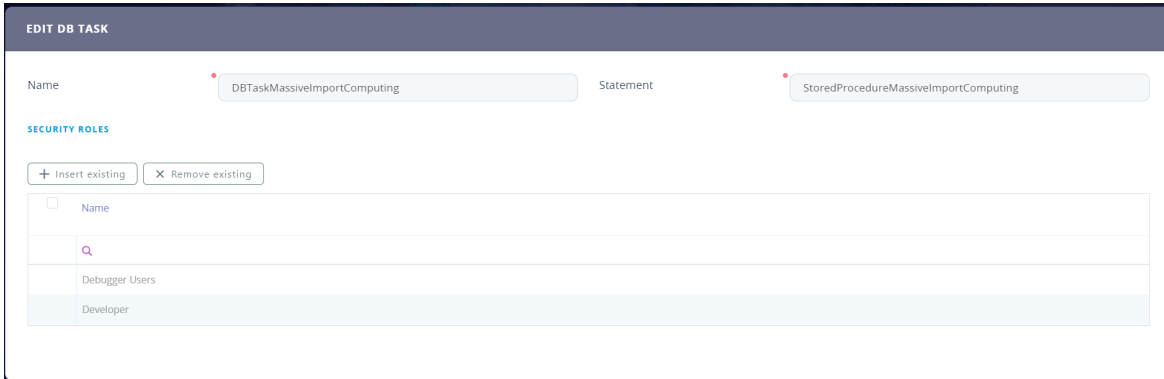 EDIT DB TASK
Name DBTaskMassiveImportComputing Statement StoredProcedureMassiveImportComputing
SECURITY ROLES
Insert existing Remove existing
Name
Debugger Users
Developer